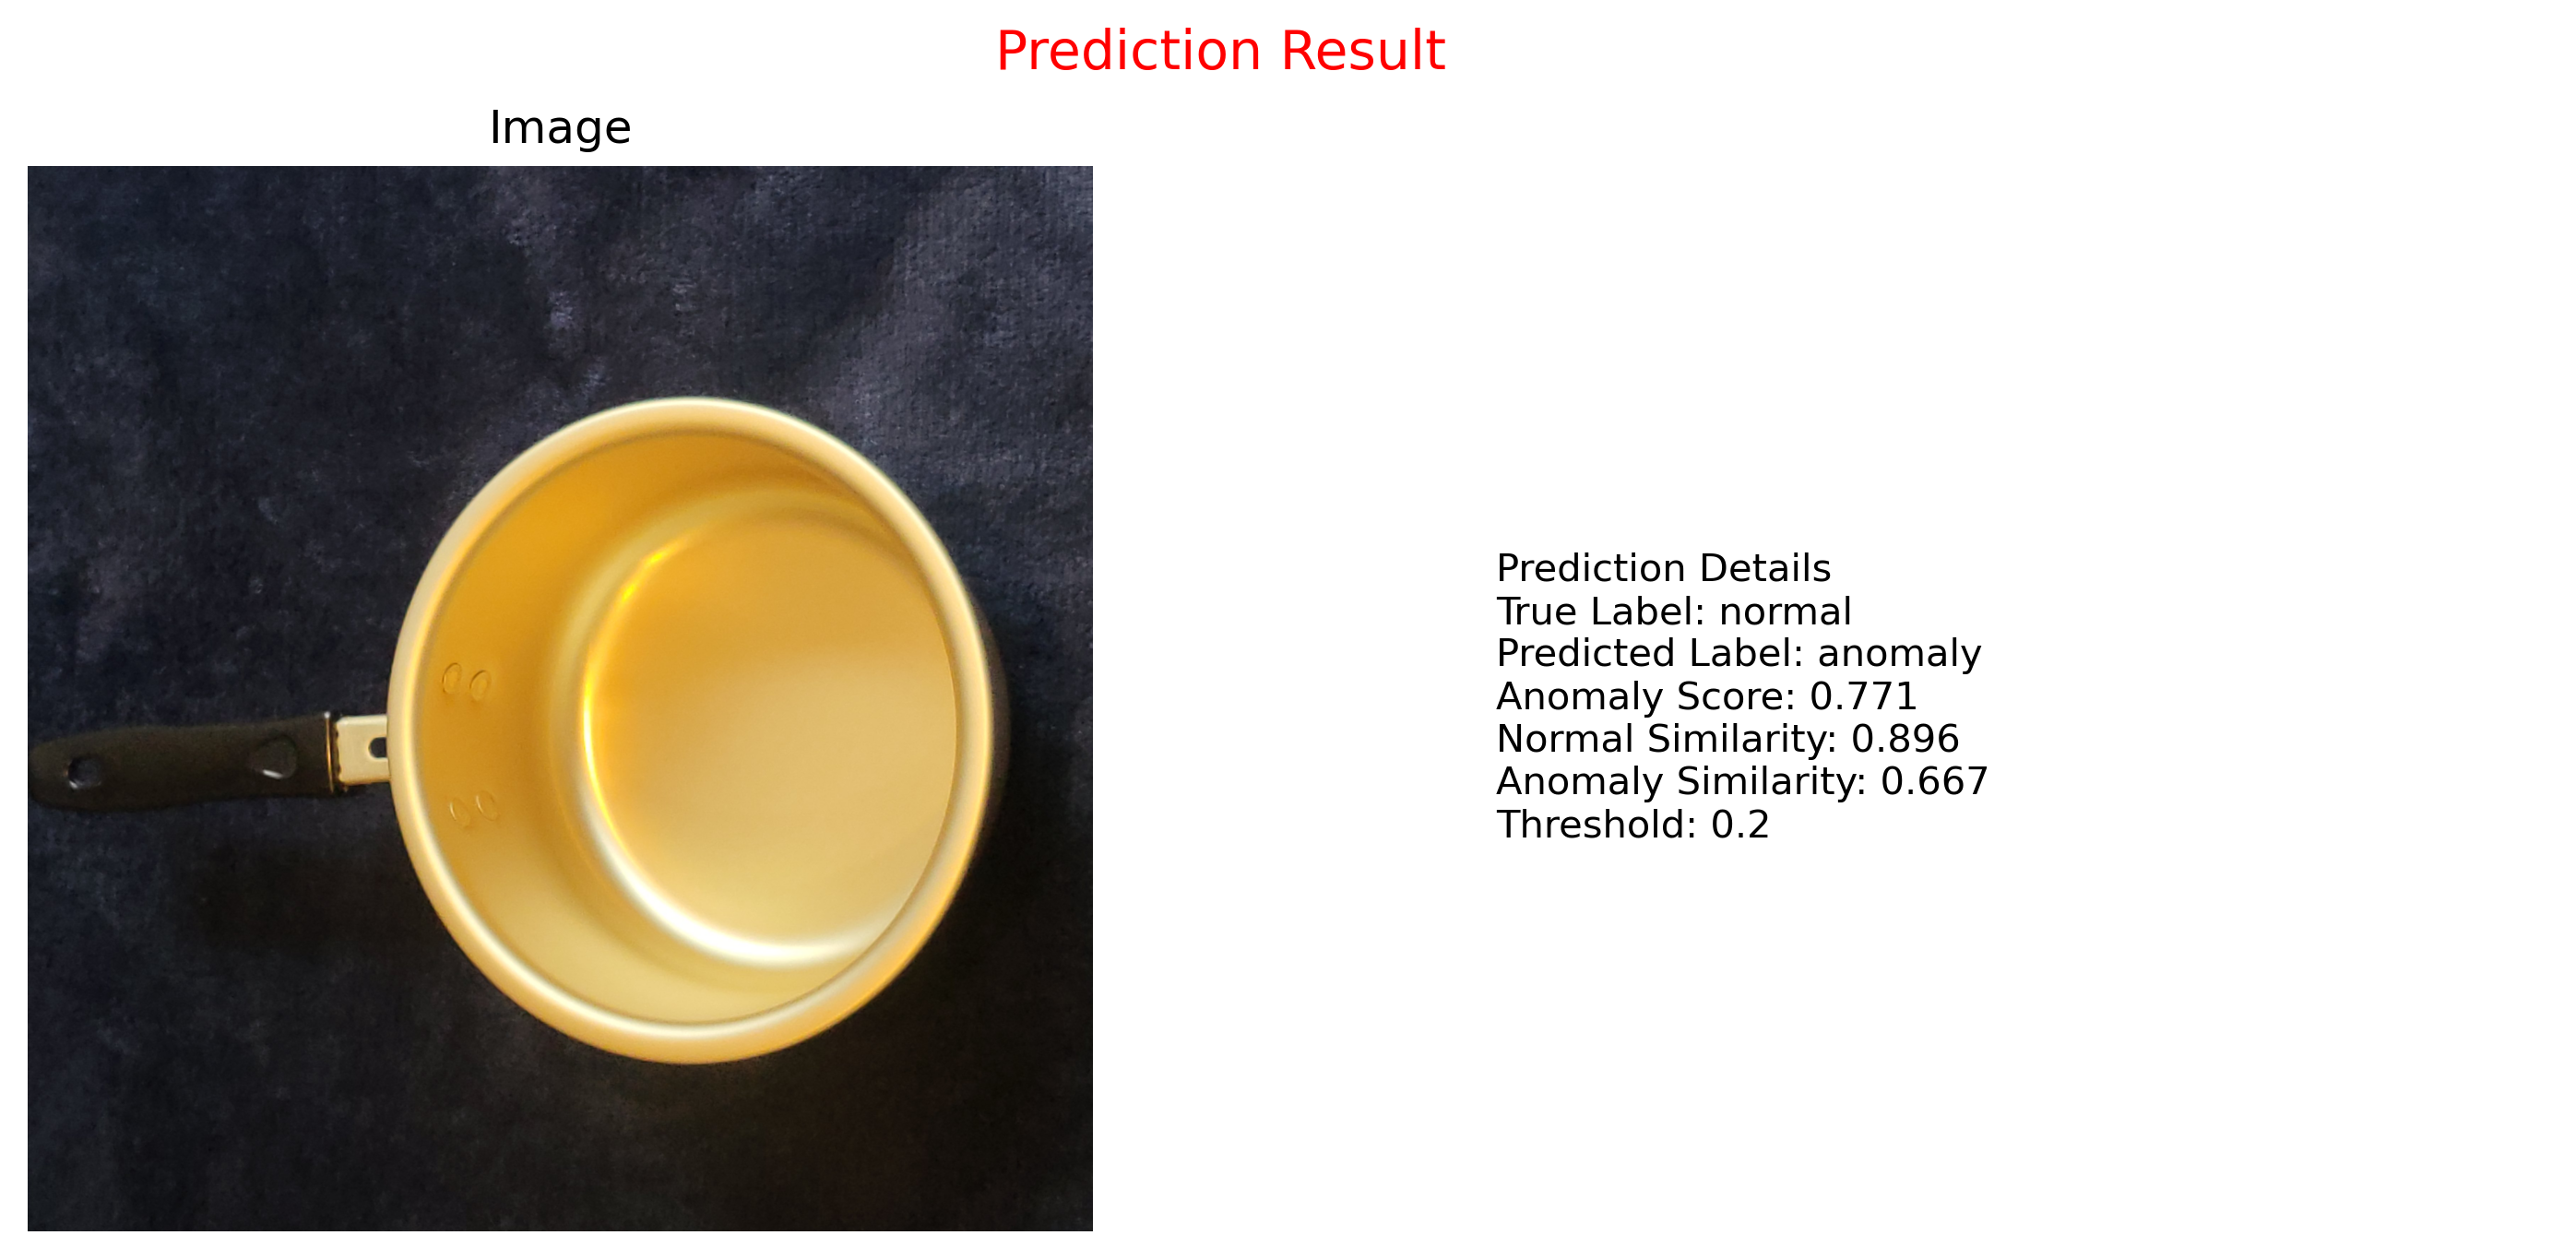 Prediction Result
Image
Prediction Details
True Label: normal
Predicted Label: anomaly
Anomaly Score: 0.771
Normal Similarity: 0.896
Anomaly Similarity: 0.667
Threshold: 0.2